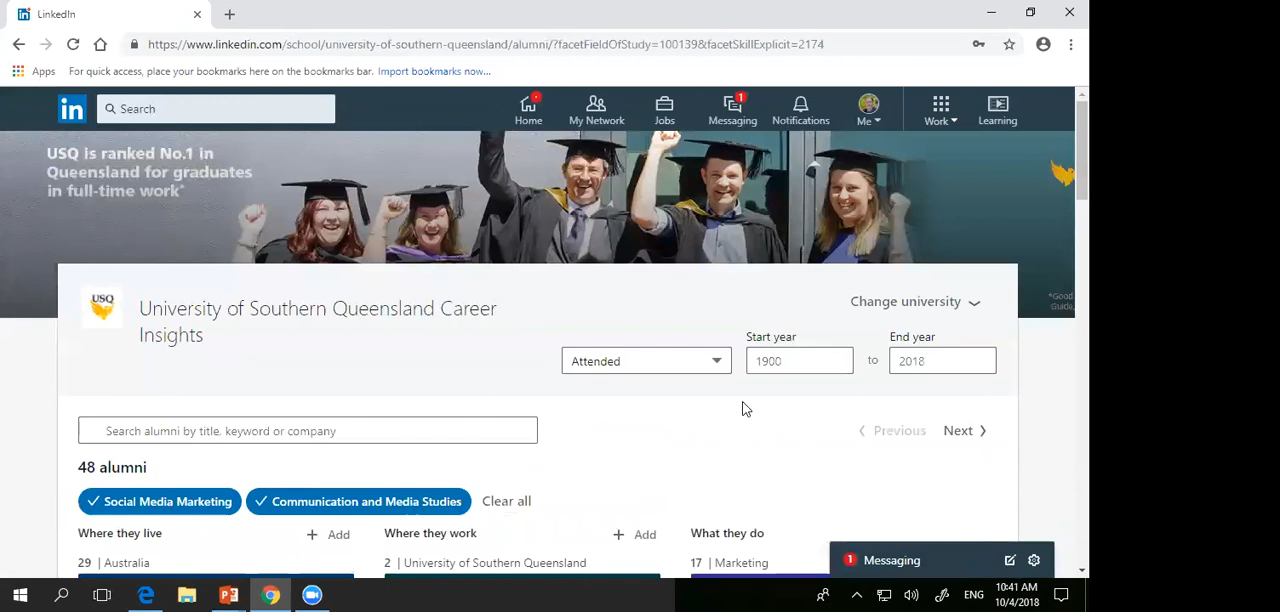 LinkedIn
https://www.linkedin.com/school/university-of-southern-queensland/alumni/?facetFieldOfStudy=100139&facetSkillExplicit=2174
Apps For quick access, place your bookmarks here on the bookmarks bar. Import bookmarks now...
in Search
1
Home My Network Jobs Messaging Notifications Me Work Learning
USQ is ranked No.1 in
Queensland for graduates
in full-time work*
*Good
Guide,
USQ
University of Southern Queensland Career
Insights
Change university
Start year End year
Attended 1900 to 2018
Search alumni by title, keyword or company
Previous Next
48 alumni
Social Media Marketing Communication and Media Studies Clear all
Where they live + Add Where they work + Add What they do
29 | Australia 2 | University of Southern Queensland 17 | Marketing
1 Messaging
ENG
10:41 AM
10/4/2018